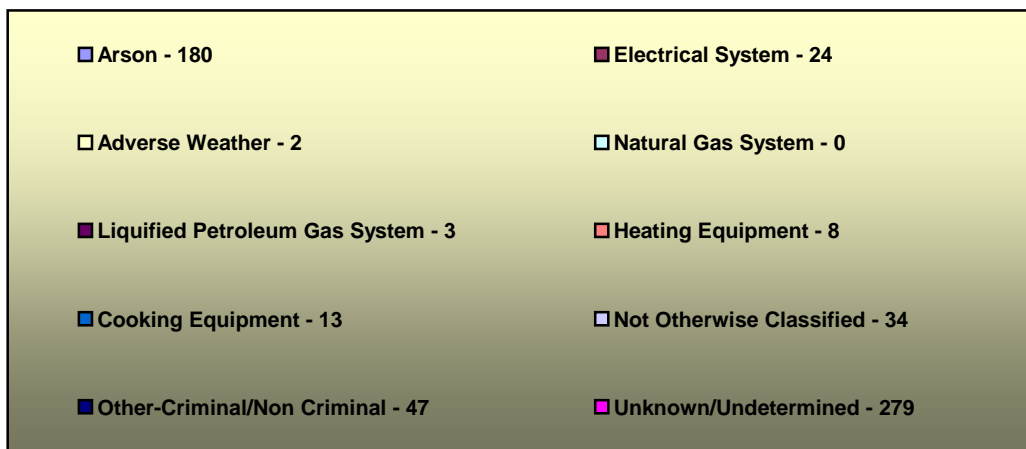 Arson - 180
Electrical System - 24
Adverse Weather - 2
Natural Gas System - 0
Liquified Petroleum Gas System - 3
Heating Equipment - 8
Cooking Equipment - 13
Not Otherwise Classified - 34
Other-Criminal/Non Criminal - 47
Unknown/Undetermined - 279